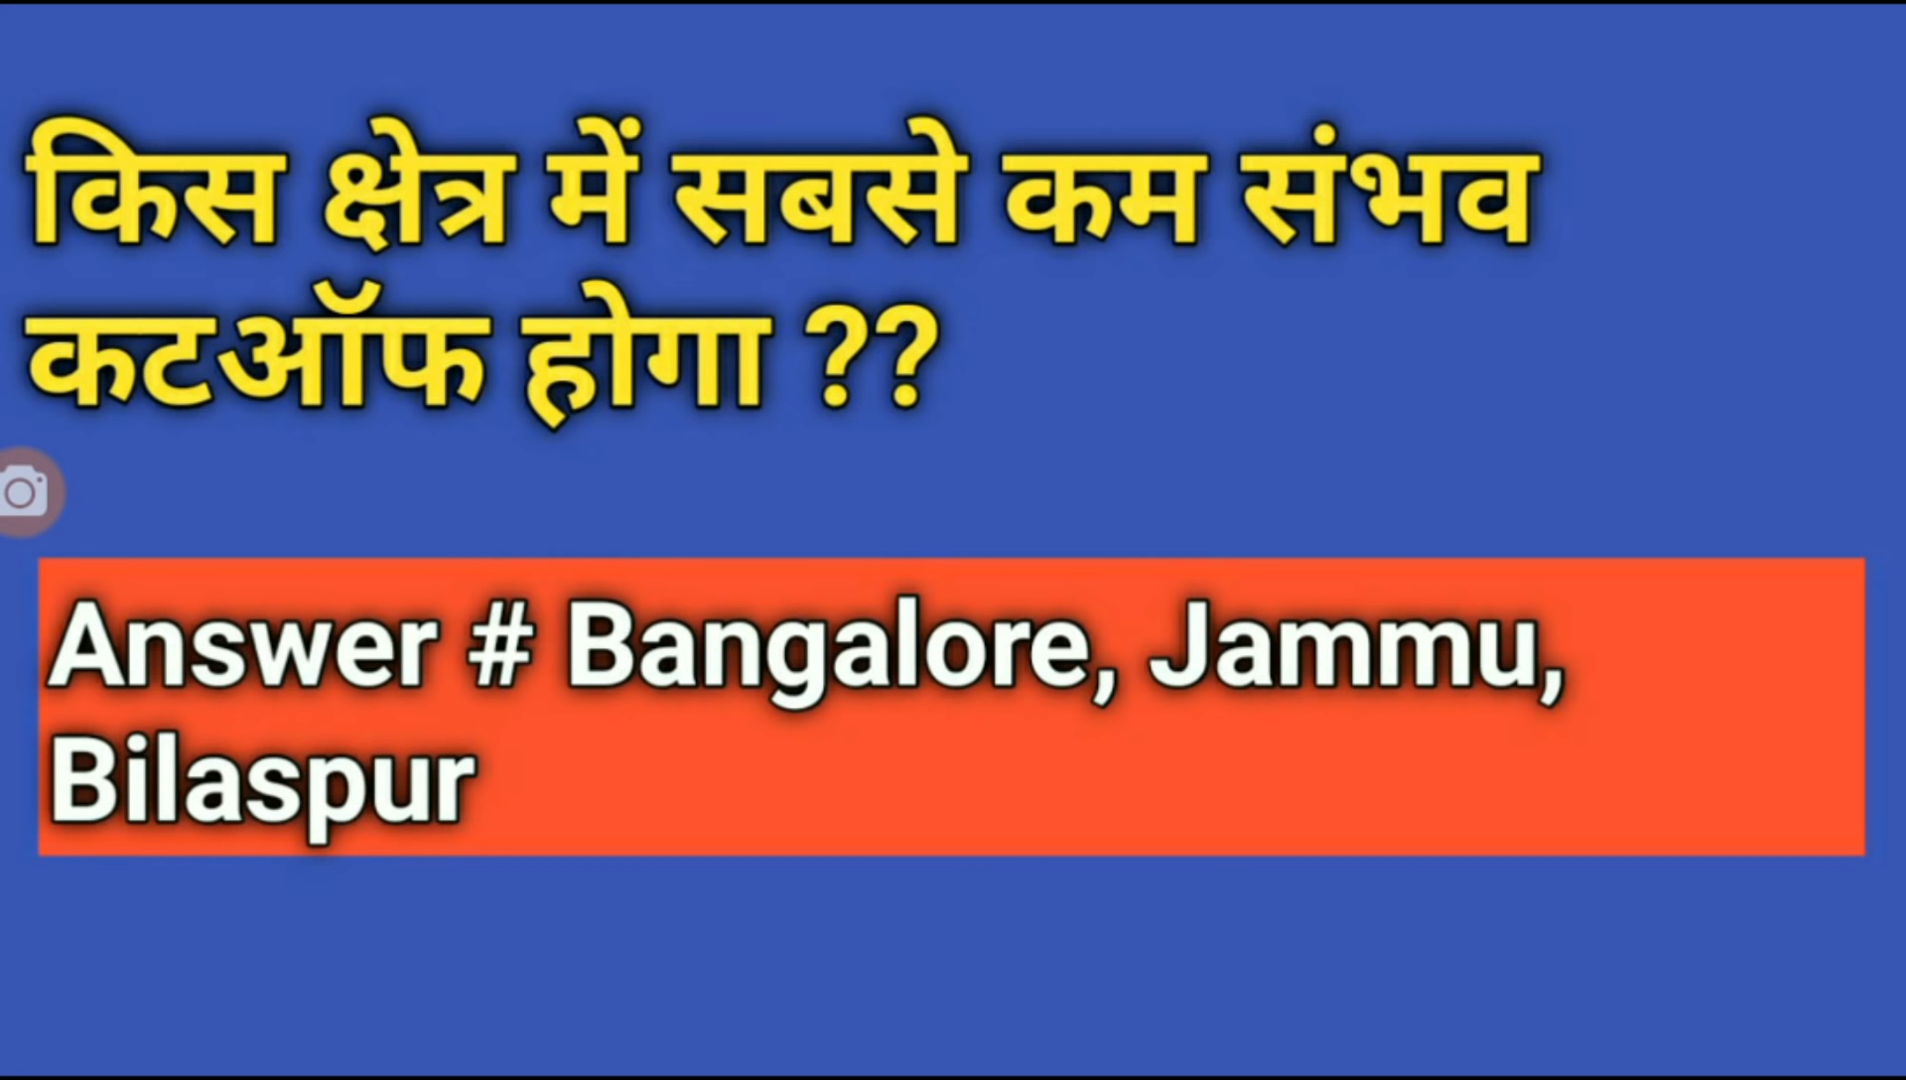 किस क्षेत्र में सबसे कम संभव
कटऑफ होगा ??
Answer # Bangalore, Jammu,
Bilaspur